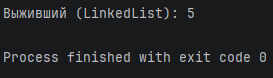 Выживший (LinkedList): 5
Process finished with exit code 0